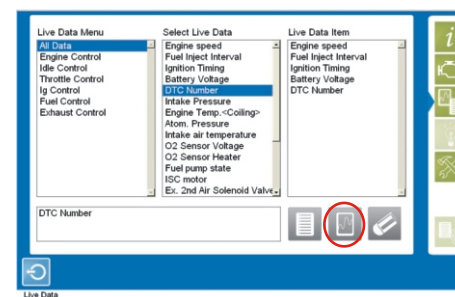 Live Data Menu
All Data
Engine Control
Idle Control
Throttle Control
Ig Control
Fuel Control
Exhaust Control
Select Live Data
Engine speed
Fuel Inject Interval
Ignition Timing
Battery Voltage
DTC Number
Intake Pressure
Engine Temp.<Coiling>
Atom. Pressure
Intake air temperature
O2 Sensor Voltage
O2 Sensor Heater
Fuel pump state
ISC motor
Ex. 2nd Air Solenoid Valve
Live Data Item
Engine speed
Fuel Inject Interval
Ignition Timing
Battery Voltage
DTC Number
DTC Number
i
Live Data